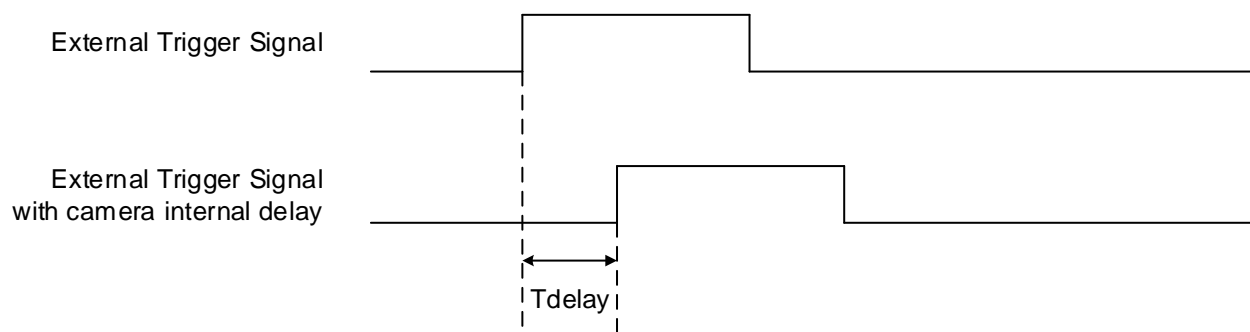 External Trigger Signal
External Trigger Signal
with camera internal delay
Tdelay